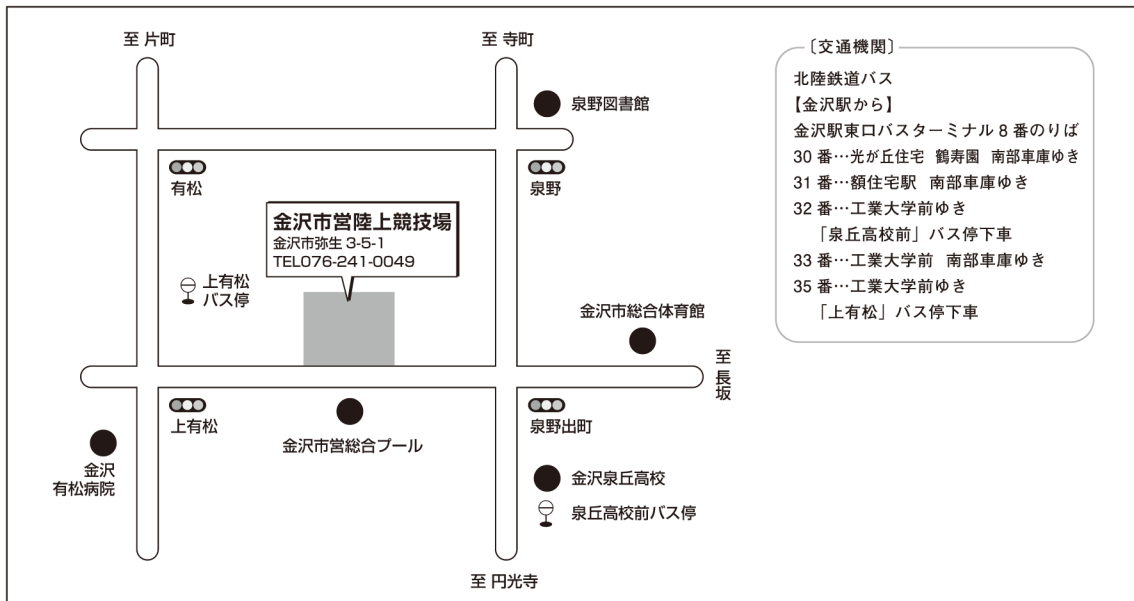 至 片町
至 寺町
泉野図書館
有松
泉野
金沢市営陸上競技場
金沢市弥生 3-5-1
TEL076-241-0049
上有松
バス停
金沢市総合体育館
至 長坂
上有松
金沢市営総合プール
泉野出町
金沢
有松病院
金沢泉丘高校
泉丘高校前バス停
至 円光寺
〔交通機関〕
北陸鉄道バス
【金沢駅から】
金沢駅東口バスターミナル 8 番のりば
30 番…光が丘住宅 鶴寿園 南部車庫ゆき
31 番…額住宅駅 南部車庫ゆき
32 番…工業大学前ゆき
「泉丘高校前」バス停下車
33 番…工業大学前 南部車庫ゆき
35 番…工業大学前ゆき
「上有松」バス停下車